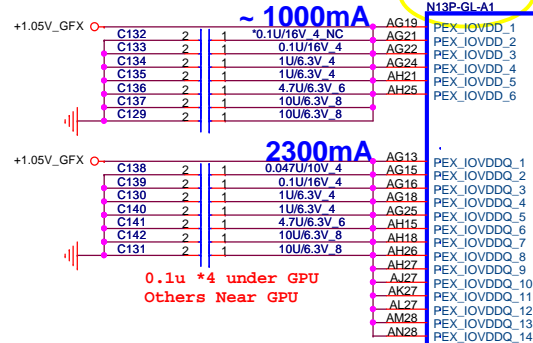 N13P-GL-A1
~ 1000mA
+1.05V_GFX
AG19 PEX_IOVDD_1
C132 2 1 *0.1U/16V_4_NC AG21 PEX_IOVDD_2
C133 2 1 0.1U/16V_4 AG22 PEX_IOVDD_3
C134 2 1 1U/6.3V_4 AG24 PEX_IOVDD_4
C135 2 1 1U/6.3V_4 AH21 PEX_IOVDD_5
C136 2 1 4.7U/6.3V_6 AH25 PEX_IOVDD_6
C137 2 1 10U/6.3V_8
C129 2 1 10U/6.3V_8
2300mA
+1.05V_GFX
AG13 PEX_IOVDDQ_1
C138 2 1 0.047U/10V_4 AG15 PEX_IOVDDQ_2
C139 2 1 0.1U/16V_4 AG16 PEX_IOVDDQ_3
C130 2 1 1U/6.3V_4 AG18 PEX_IOVDDQ_4
C140 2 1 1U/6.3V_4 AG25 PEX_IOVDDQ_5
C141 2 1 4.7U/6.3V_6 AH15 PEX_IOVDDQ_6
C142 2 1 10U/6.3V_8 AH18 PEX_IOVDDQ_7
C131 2 1 10U/6.3V_8 AH26 PEX_IOVDDQ_8
AH27 PEX_IOVDDQ_9
AJ27 PEX_IOVDDQ_10
AK27 PEX_IOVDDQ_11
AL27 PEX_IOVDDQ_12
AM28 PEX_IOVDDQ_13
AN28 PEX_IOVDDQ_14
0.1u *4 under GPU
Others Near GPU